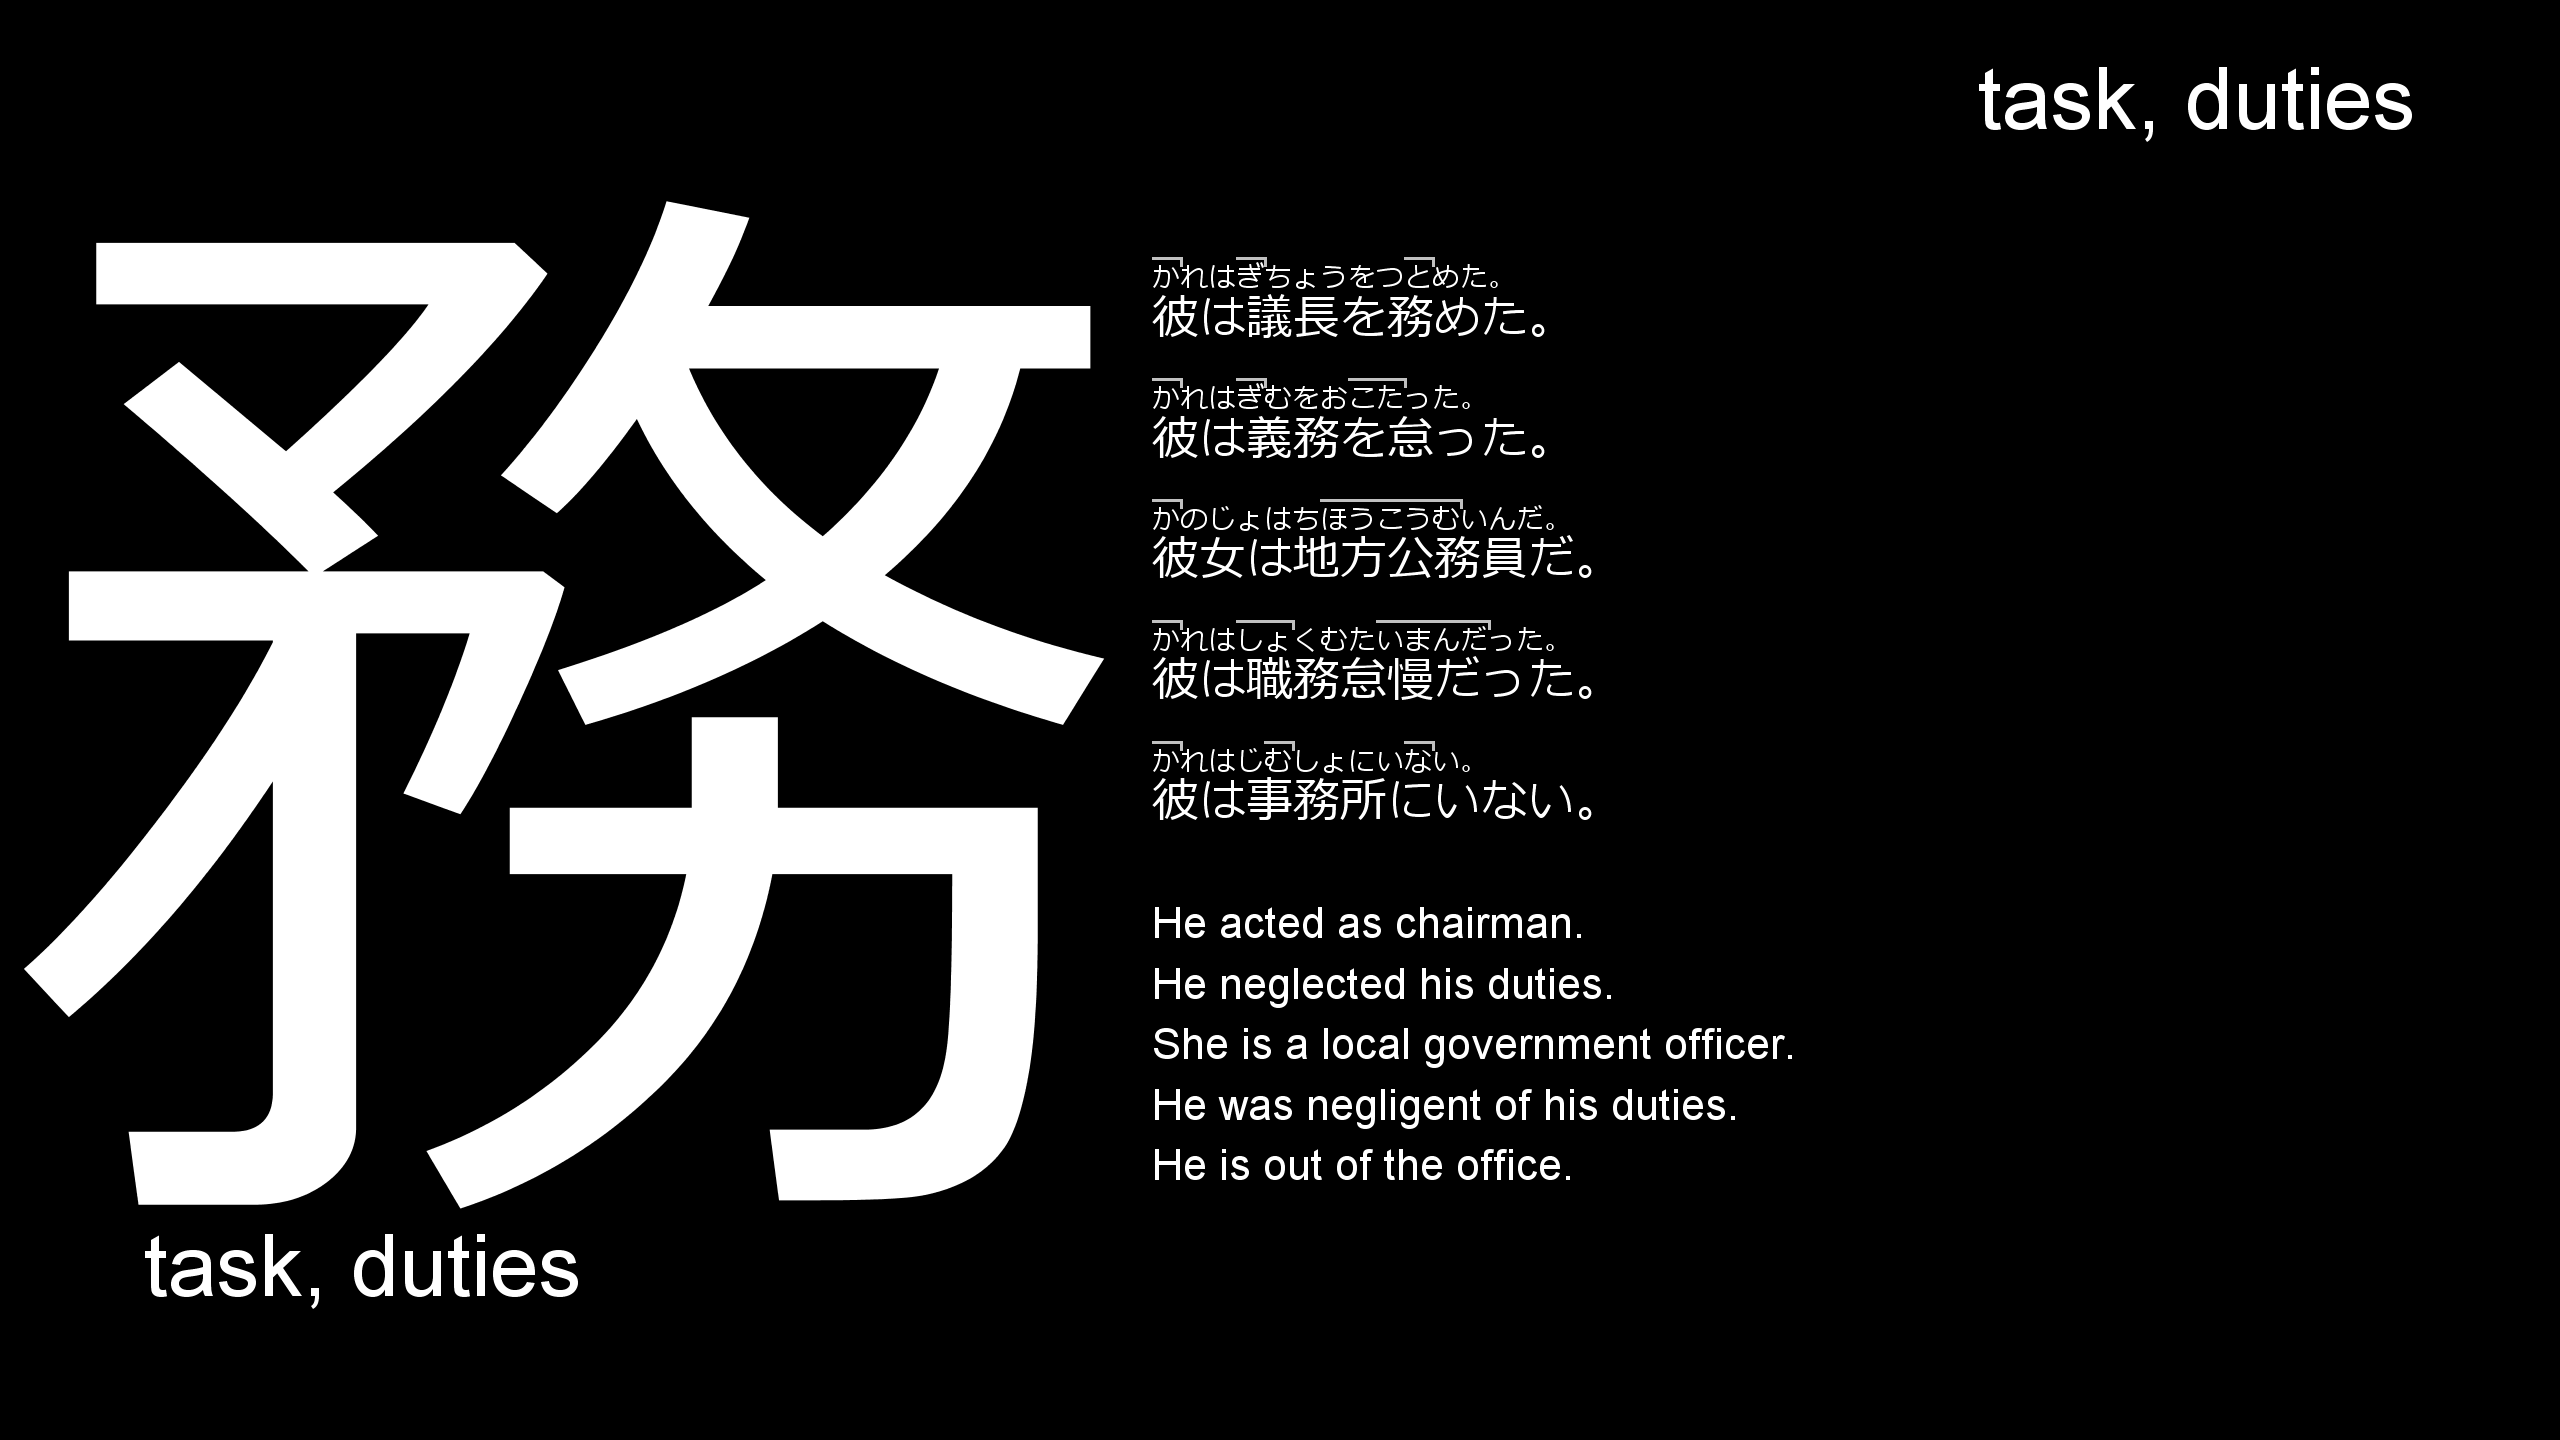 task, duties
務
かれはぎちょうをつとめた。
彼は議長を務めた。
かれはぎむをおこたった。
彼は義務を怠った。
かのじょはちほうこうむいんだ。
彼女は地方公務員だ。
かれはしょくむたいまんだった。
彼は職務怠慢だった。
かれはじむしょにいない。
彼は事務所にいない。
He acted as chairman.
He neglected his duties.
She is a local government officer.
He was negligent of his duties.
He is out of the office.
task, duties